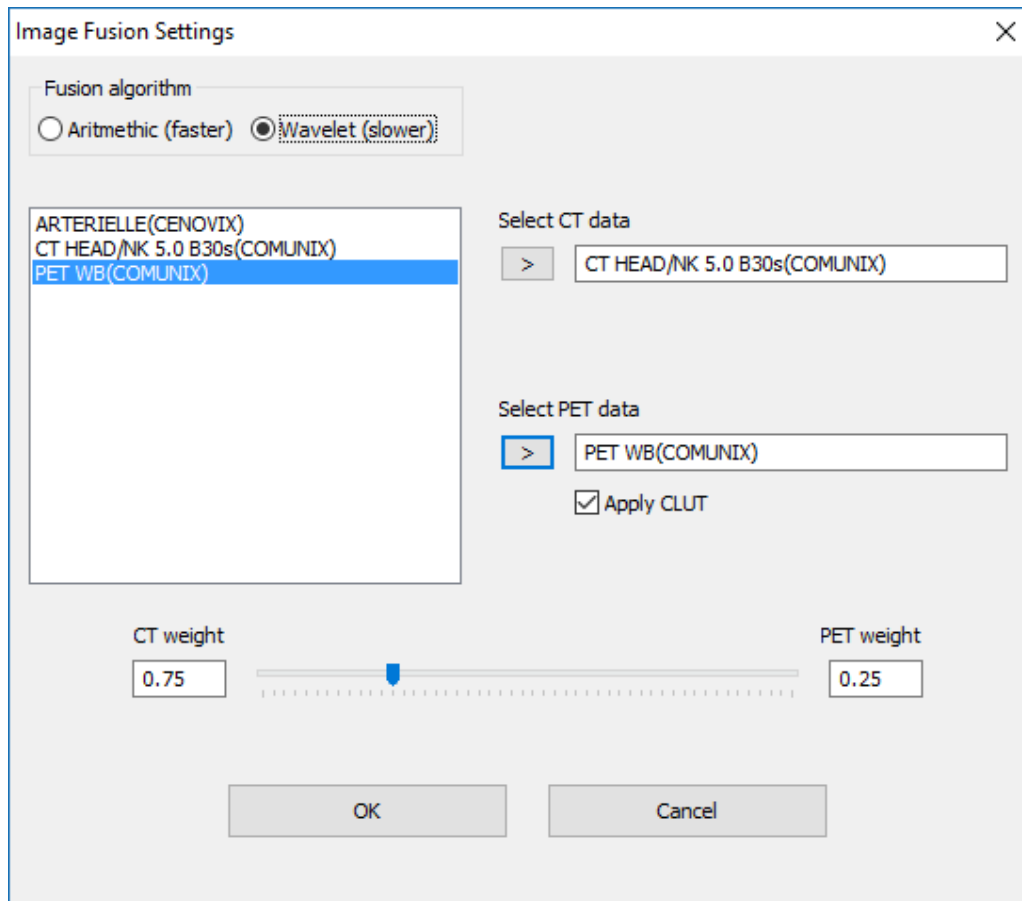 Image Fusion Settings
Fusion algorithm
Aritmethic (faster)
Wavelet (slower)
ARTERIELLE(CENOVIX)
CT HEAD/NK 5.0 B30s(COMUNIX)
PET WB(COMUNIX)
Select CT data
>
CT HEAD/NK 5.0 B30s(COMUNIX)
Select PET data
>
PET WB(COMUNIX)
Apply CLUT
CT weight
0.75
PET weight
0.25
OK
Cancel